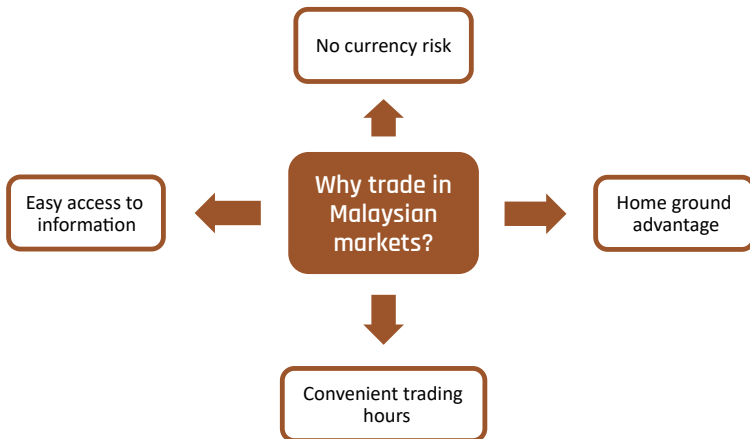 No currency risk
Easy access to
information
Why trade in
Malaysian
markets?
Home ground
advantage
Convenient trading
hours